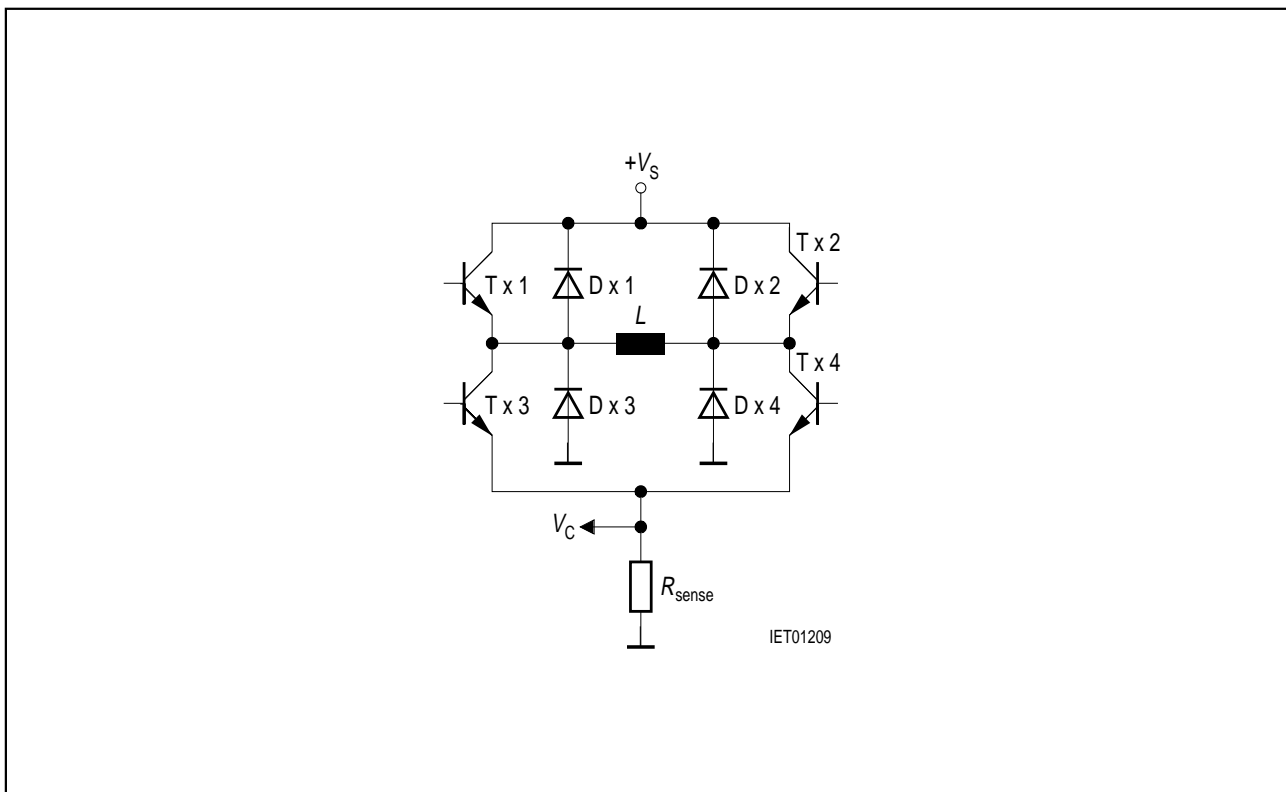 +VS
T x 2
T x 1
D x 1
D x 2
L
T x 4
T x 3
D x 3
D x 4
VC
Rsense
IET01209